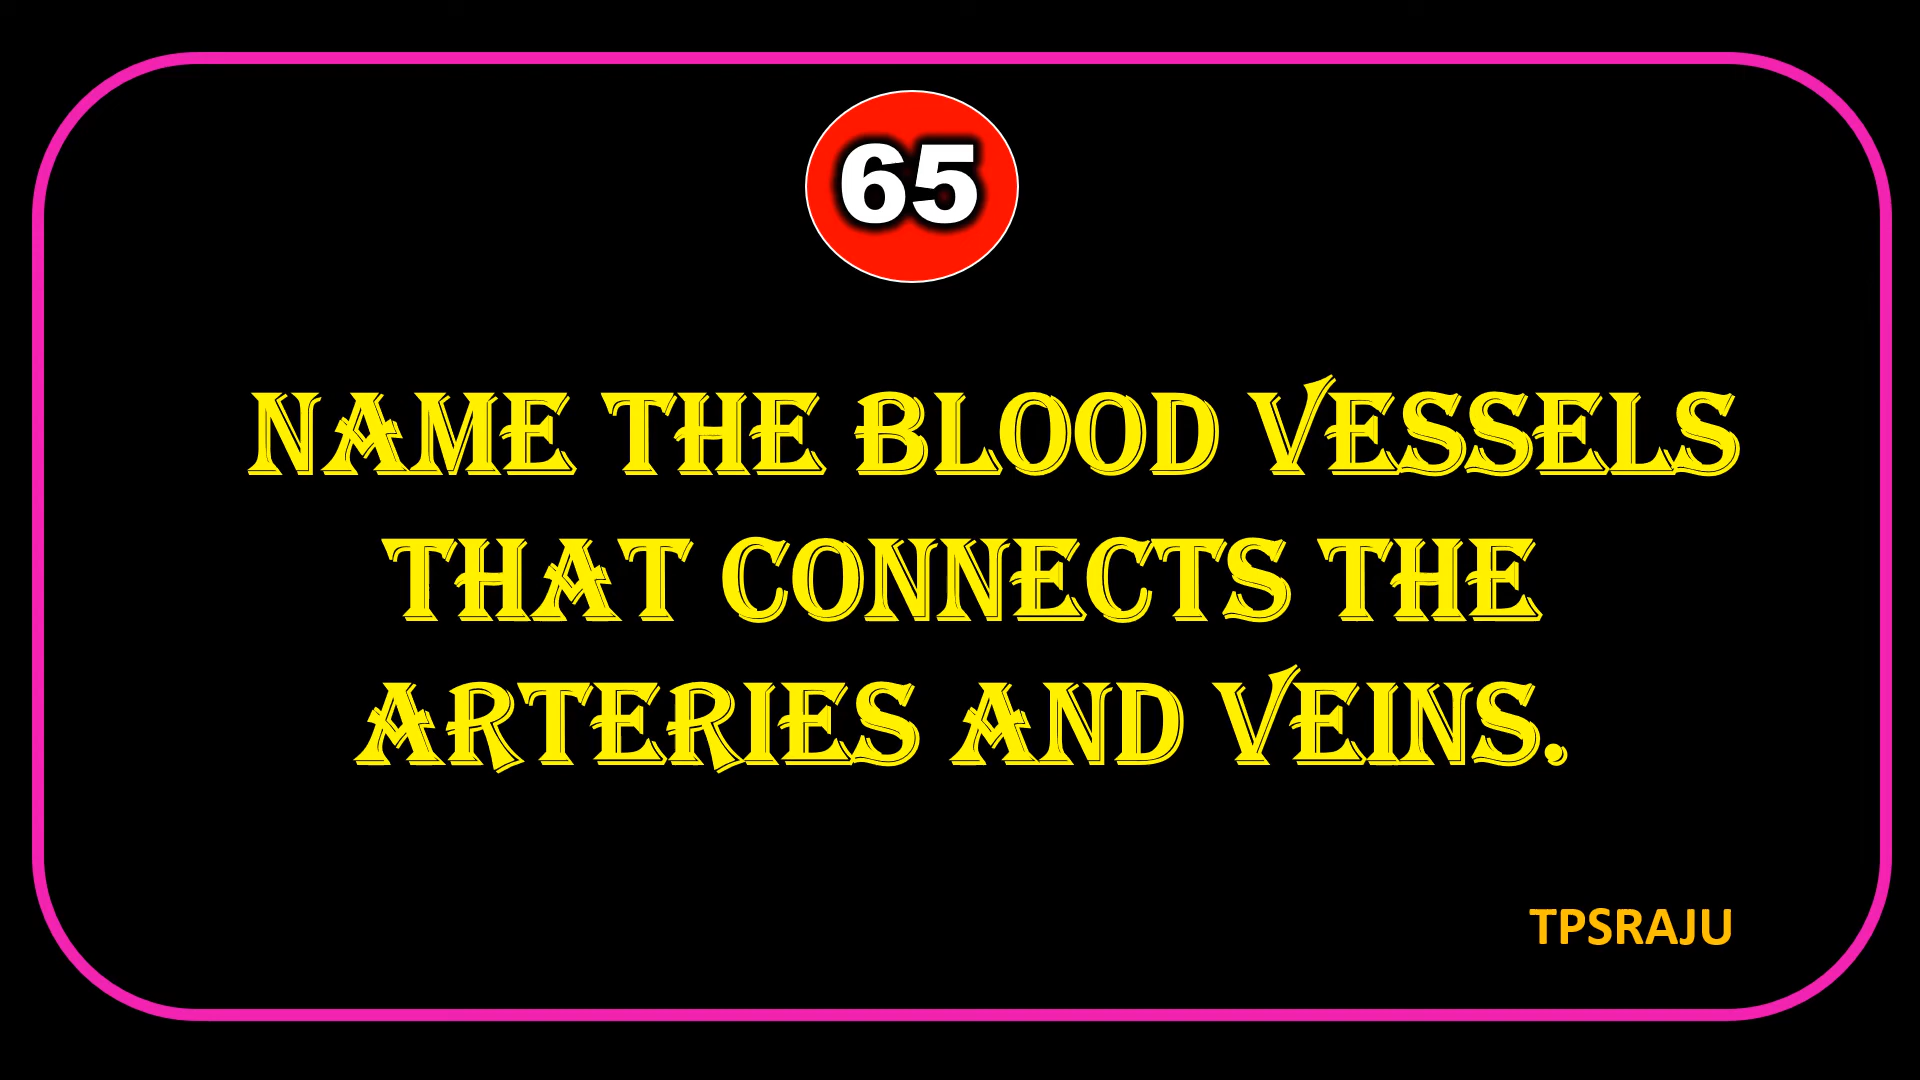 65
NAME THE BLOOD VESSELS
THAT CONNECTS THE
ARTERIES AND VEINS.
TPSRAJU